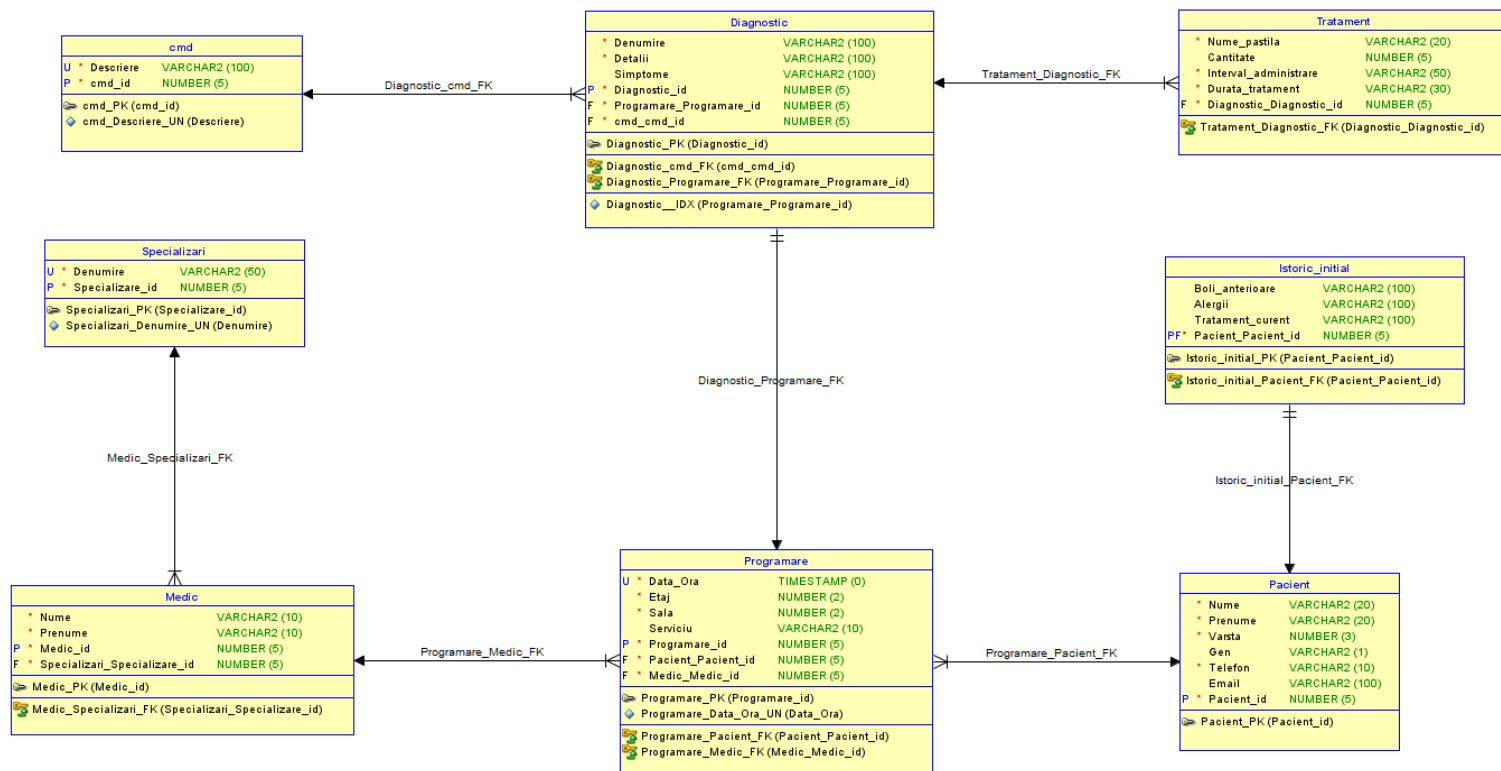 cmd
U * Descriere VARCHAR2 (100)
P * cmd_id NUMBER (5)
cmd_PK (cmd_id)
cmd_Descriere_UN (Descriere)
Diagnostic_cmd_FK
Diagnostic
* Denumire VARCHAR2 (100)
* Detalii VARCHAR2 (100)
Simptome VARCHAR2 (100)
P * Diagnostic_id NUMBER (5)
F * Programare_Programare_id NUMBER (5)
F * cmd_cmd_id NUMBER (5)
Diagnostic_PK (Diagnostic_id)
Diagnostic_cmd_FK (cmd_cmd_id)
Diagnostic_Programare_FK (Programare_Programare_id)
Diagnostic__IDX (Programare_Programare_id)
Tratament_Diagnostic_FK
Tratament
* Nume_pastila VARCHAR2 (20)
Cantitate NUMBER (5)
* Interval_administrare VARCHAR2 (50)
* Durata_tratament VARCHAR2 (30)
F * Diagnostic_Diagnostic_id NUMBER (5)
Tratament_Diagnostic_FK (Diagnostic_Diagnostic_id)
Specializari
U * Denumire VARCHAR2 (50)
P * Specializare_id NUMBER (5)
Specializari_PK (Specializare_id)
Specializari_Denumire_UN (Denumire)
Istoric_initial
Boli_anterioare VARCHAR2 (100)
Alergii VARCHAR2 (100)
Tratament_curent VARCHAR2 (100)
PF* Pacient_Pacient_id NUMBER (5)
Istoric_initial_PK (Pacient_Pacient_id)
Istoric_initial_Pacient_FK (Pacient_Pacient_id)
Diagnostic_Programare_FK
Medic_Specializari_FK
Istoric_initial_Pacient_FK
Medic
* Nume VARCHAR2 (10)
* Prenume VARCHAR2 (10)
P * Medic_id NUMBER (5)
F * Specializari_Specializare_id NUMBER (5)
Medic_PK (Medic_id)
Medic_Specializari_FK (Specializari_Specializare_id)
Programare_Medic_FK
Programare
U * Data_Ora TIMESTAMP (0)
* Etaj NUMBER (2)
* Sala NUMBER (2)
Serviciu VARCHAR2 (10)
P * Programare_id NUMBER (5)
F * Pacient_Pacient_id NUMBER (5)
F * Medic_Medic_id NUMBER (5)
Programare_PK (Programare_id)
Programare_Data_Ora_UN (Data_Ora)
Programare_Pacient_FK (Pacient_Pacient_id)
Programare_Medic_FK (Medic_Medic_id)
Programare_Pacient_FK
Pacient
* Nume VARCHAR2 (20)
* Prenume VARCHAR2 (20)
* Varsta NUMBER (3)
Gen VARCHAR2 (1)
* Telefon VARCHAR2 (10)
Email VARCHAR2 (100)
P * Pacient_id NUMBER (5)
Pacient_PK (Pacient_id)